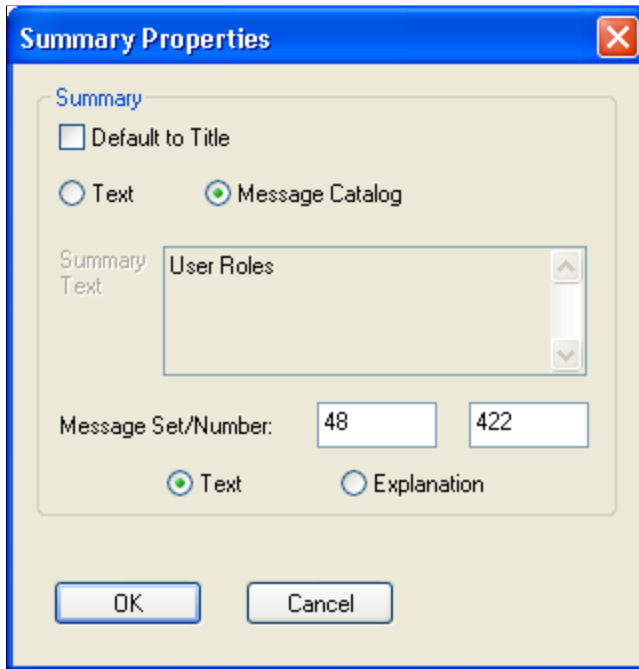 Summary Properties
Summary
Default to Title
Text Message Catalog
Summary
Text
User Roles
Message Set/Number: 48 422
Text Explanation
OK Cancel